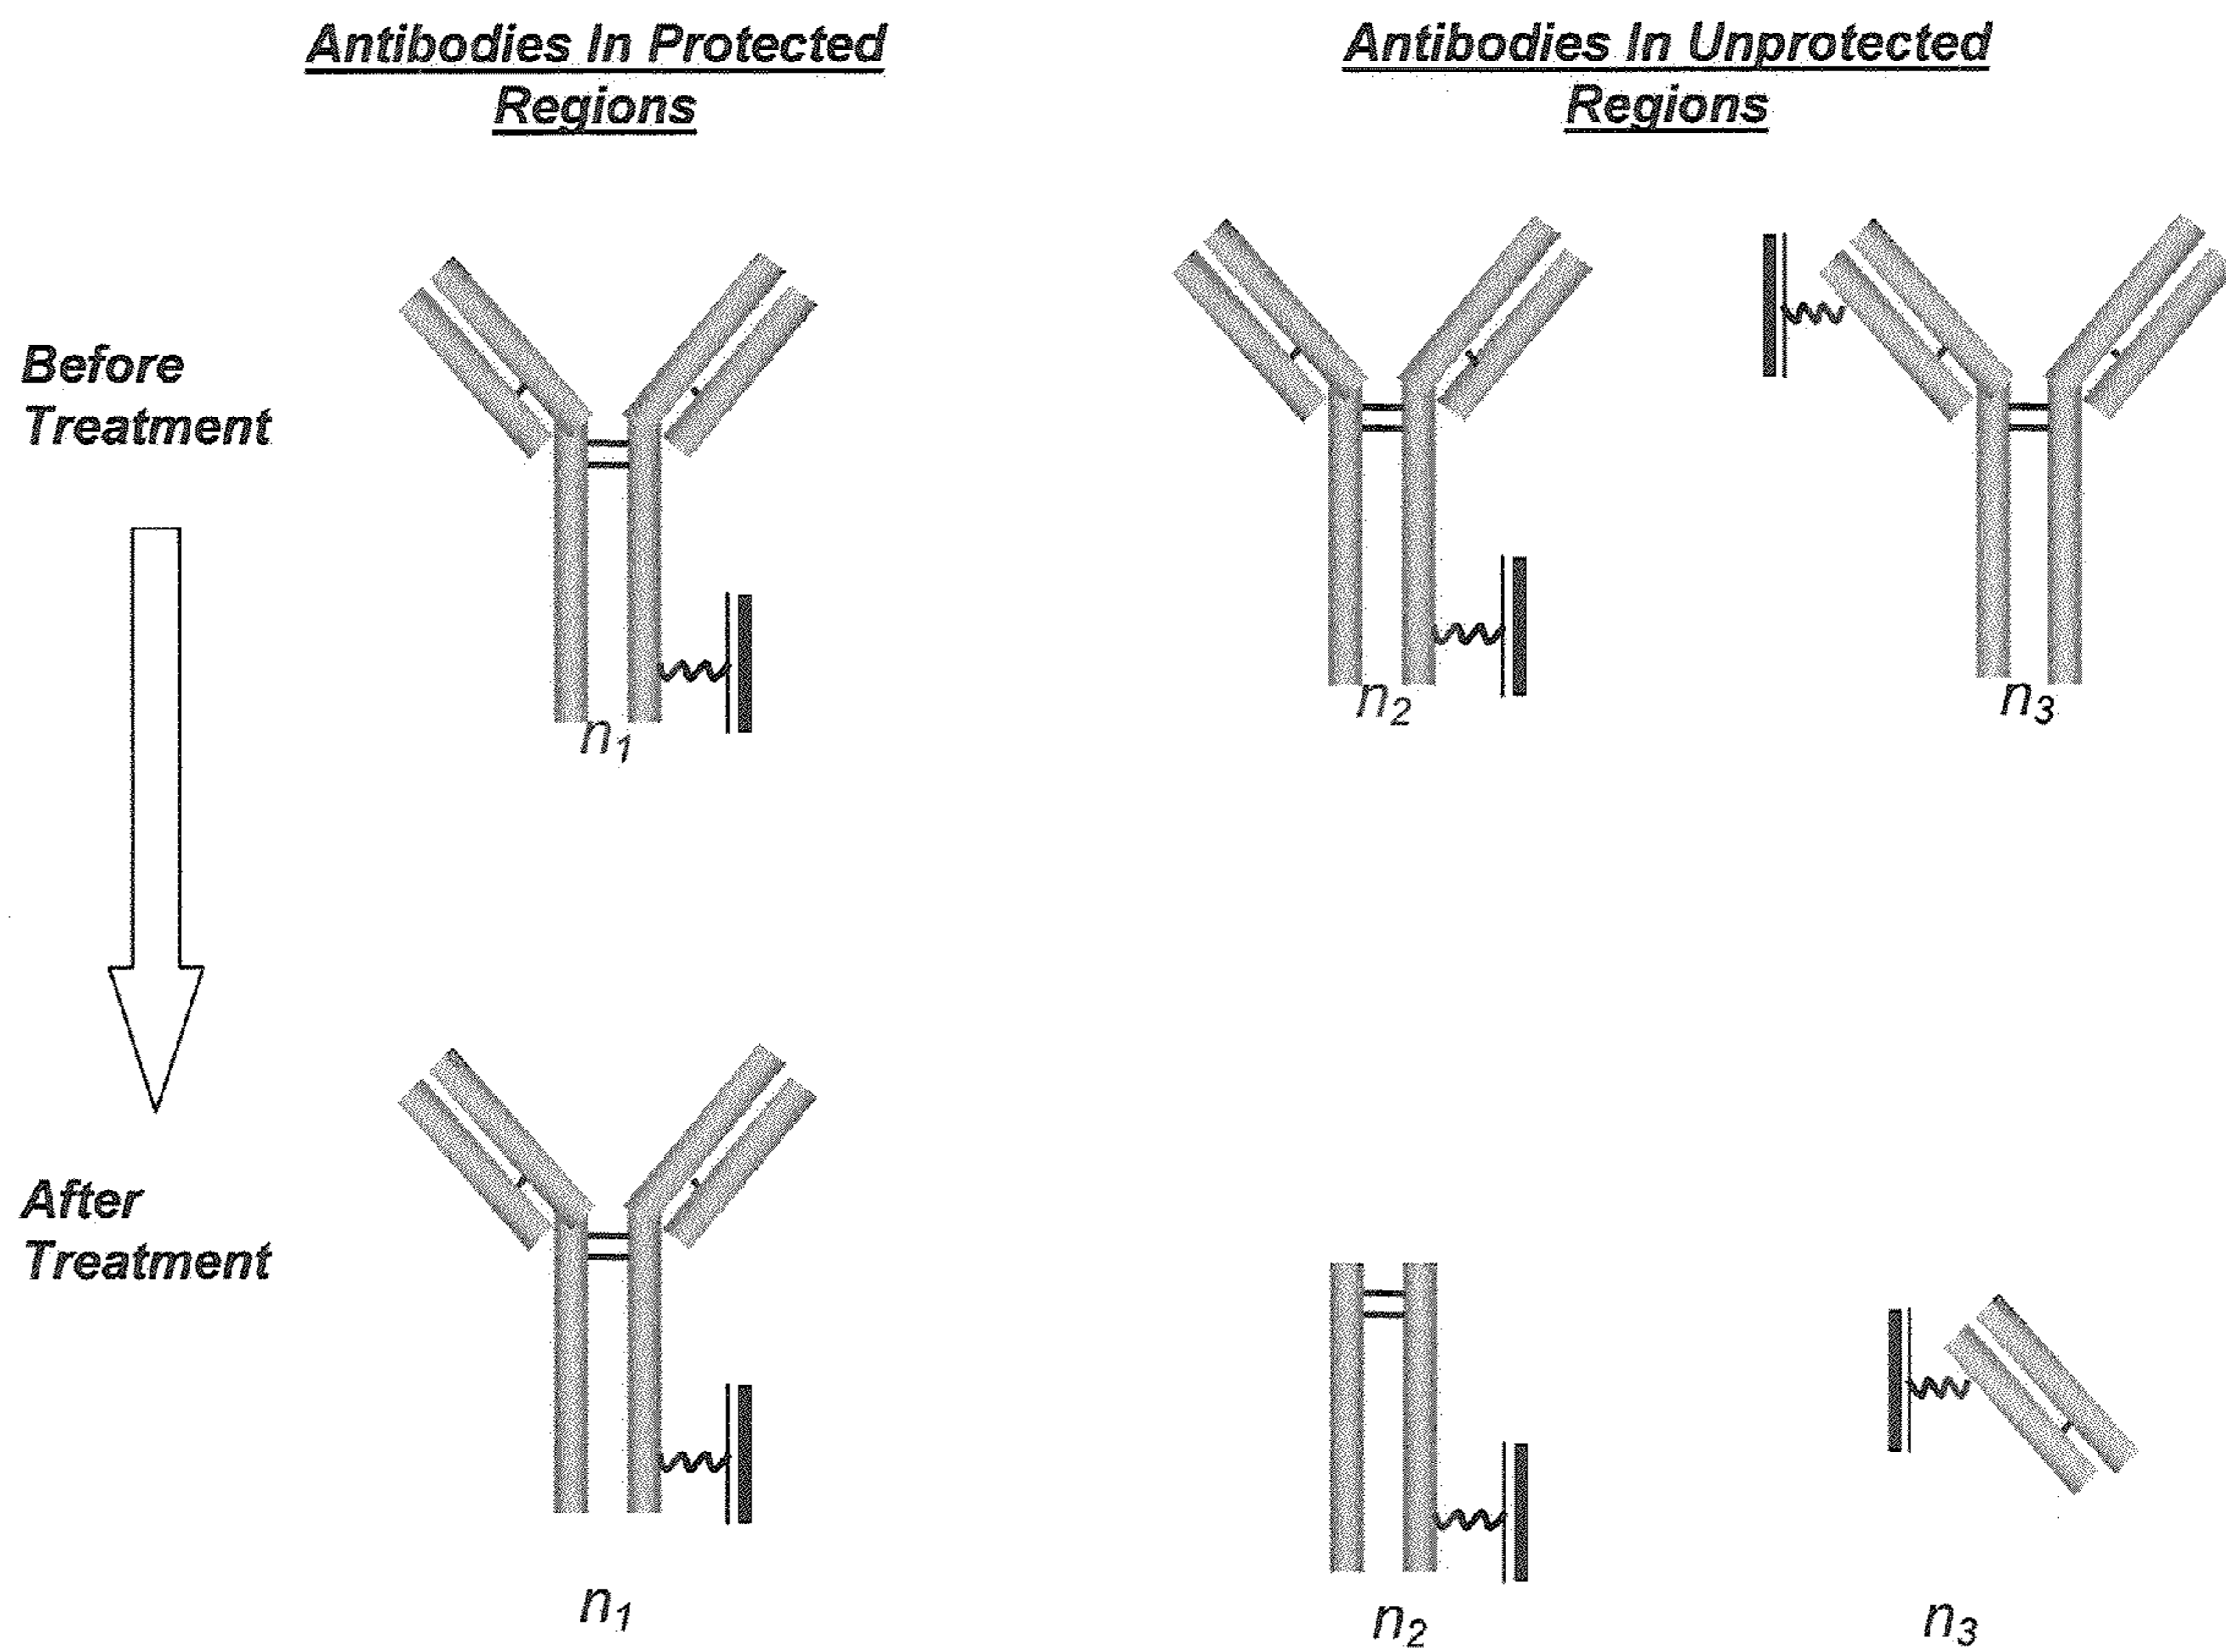 Antibodies In Protected
Regions
Antibodies In Unprotected
Regions
Before
Treatment
n1
n2
n3
After
Treatment
n1
n2
n3